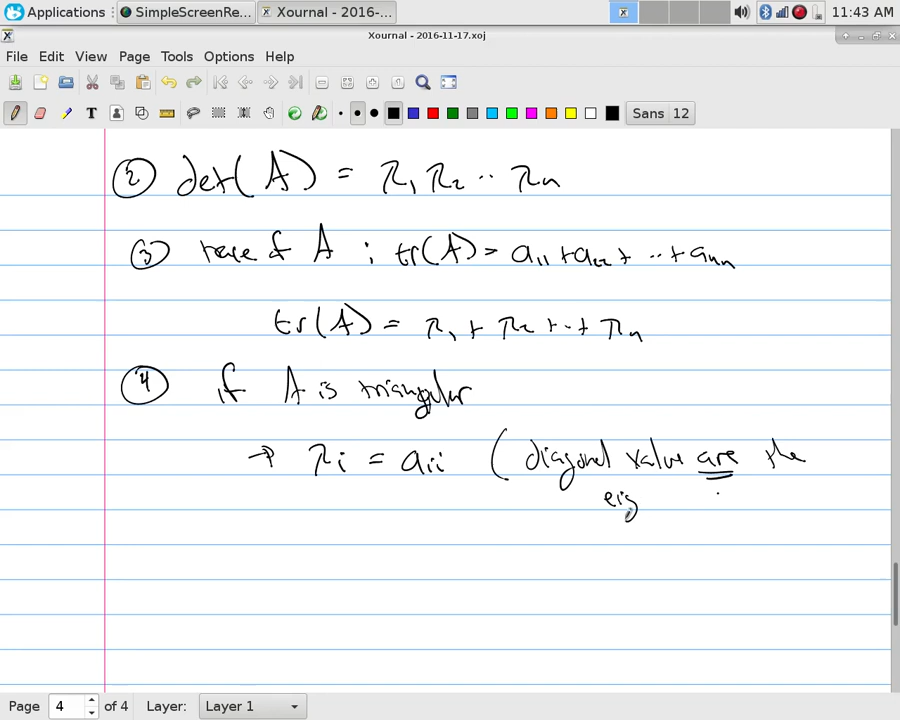 Applications SimpleScreenRe... Xournal - 2016-... 11:43 AM
Xournal - 2016-11-17.xoj
File Edit View Page Tools Options Help
Sans 12
② det(A) = λ₁ λ₂ ·· λₙ
③ trace of A : tr(A) = a₁₁ + a₂₂ + ·· + aₙₙ
tr(A) = λ₁ + λ₂ + ·· + λₙ
④ if A is triangular
→ λᵢ = aᵢᵢ ( diagonal value are the
eig
Page 4 of 4 Layer: Layer 1